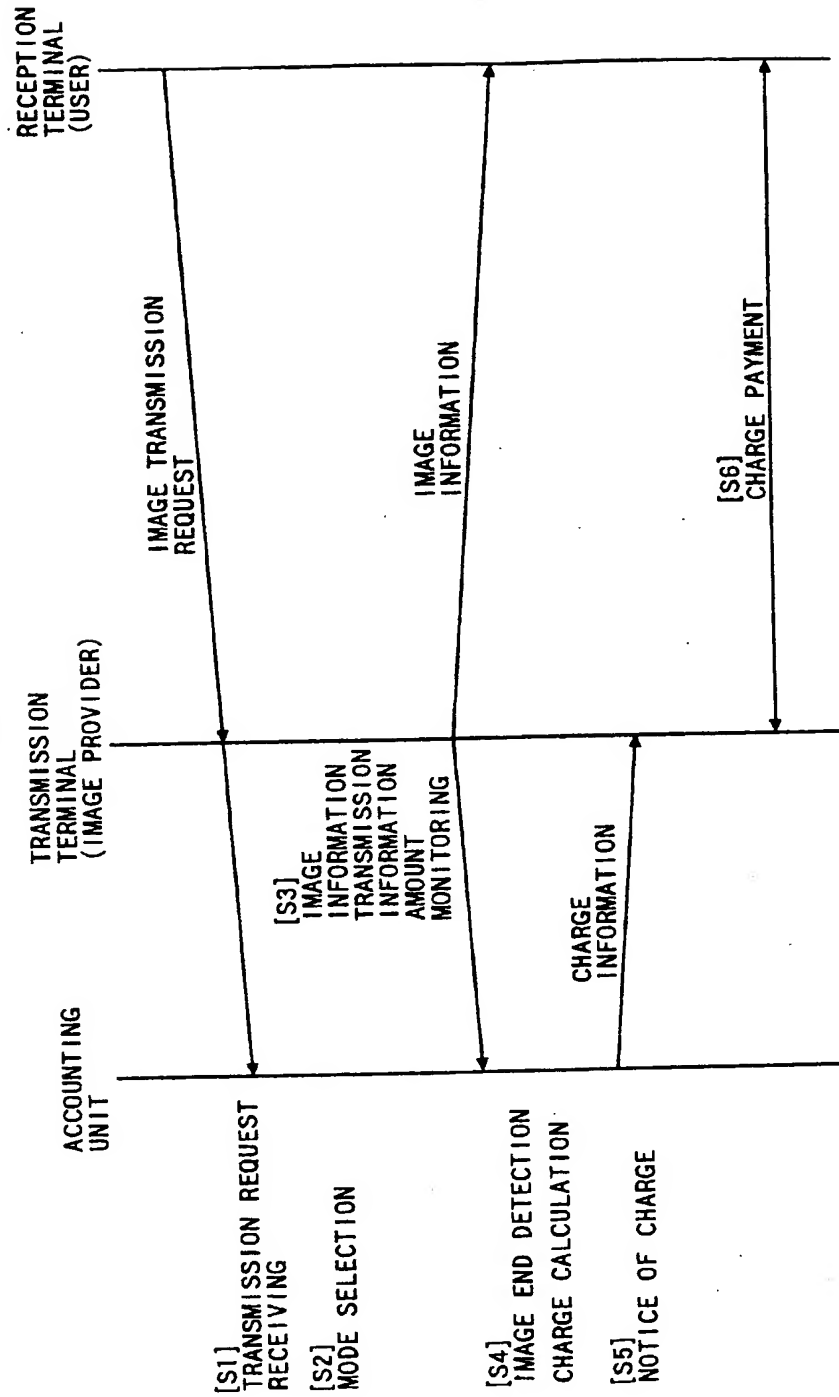 ACCOUNTING
UNIT
TRANSMISSION
TERMINAL
(IMAGE PROVIDER)
RECEPTION
TERMINAL
(USER)
[S1]
TRANSMISSION REQUEST
RECEIVING
IMAGE TRANSMISSION
REQUEST
[S2]
MODE SELECTION
[S3]
IMAGE
INFORMATION
TRANSMISSION
INFORMATION
AMOUNT
MONITORING
IMAGE
INFORMATION
[S4]
IMAGE END DETECTION
CHARGE CALCULATION
CHARGE
INFORMATION
[S5]
NOTICE OF CHARGE
[S6]
CHARGE PAYMENT